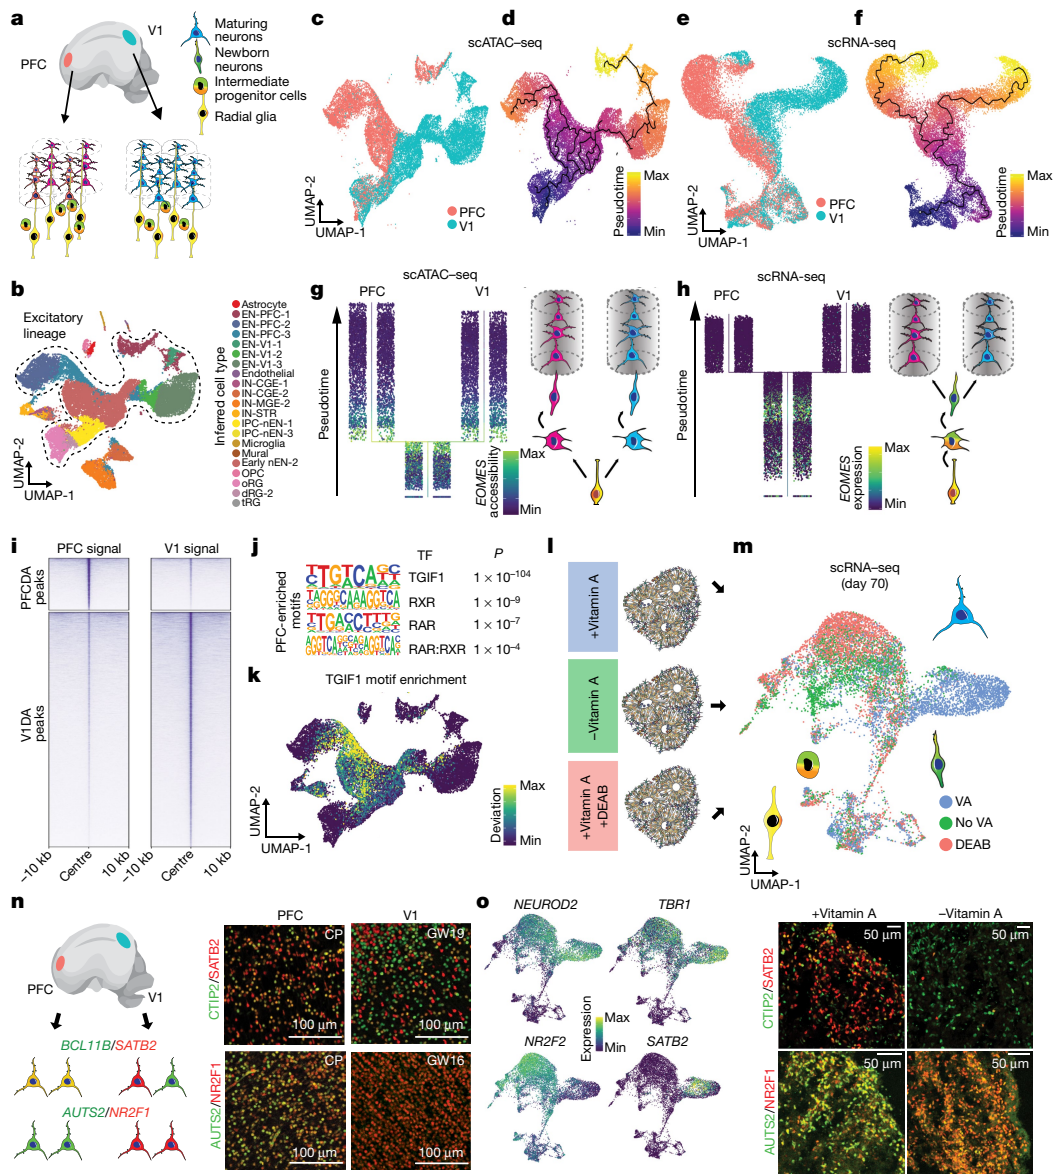 a
PFC
V1
Maturing
neurons
Newborn
neurons
Intermediate
progenitor cells
Radial glia
b
Excitatory
lineage
UMAP-2
UMAP-1
Inferred cell type
Astrocyte
EN-PFC-1
EN-PFC-2
EN-PFC-3
EN-V1-1
EN-V1-2
EN-V1-3
Endothelial
IN-CGE-1
IN-CGE-2
IN-MGE-2
IN-STR
IPC-nEN-1
IPC-nEN-3
Microglia
Mural
Early nEN-2
OPC
oRG
dRG-2
tRG
c
d
scATAC–seq
UMAP-2
UMAP-1
PFC
V1
Pseudotime
Max
Min
e
f
scRNA-seq
UMAP-2
UMAP-1
PFC
V1
Pseudotime
Max
Min
g
scATAC–seq
PFC
V1
Pseudotime
EOMES
accessibility
Max
Min
h
scRNA-seq
PFC
V1
Pseudotime
EOMES
expression
Max
Min
i
PFC signal
V1 signal
PFCDA
peaks
V1DA
peaks
–10 kb
Centre
10 kb
–10 kb
Centre
10 kb
j
TF
P
PFC-enriched
motifs
TGIF1
1 × 10–104
RXR
1 × 10–9
RAR
1 × 10–7
RAR:RXR
1 × 10–4
k
TGIF1 motif enrichment
UMAP-2
UMAP-1
Deviation
Max
Min
l
+Vitamin A
–Vitamin A
+Vitamin A
+DEAB
m
scRNA–seq
(day 70)
VA
No VA
DEAB
UMAP-2
UMAP-1
n
PFC
V1
BCL11B/SATB2
AUTS2/NR2F1
PFC
V1
CTIP2/SATB2
CP
GW19
100 µm
100 µm
AUTS2/NR2F1
CP
GW16
100 µm
100 µm
o
NEUROD2
TBR1
Expression
Max
Min
NR2F2
SATB2
+Vitamin A
–Vitamin A
CTIP2/SATB2
50 µm
50 µm
AUTS2/NR2F1
50 µm
50 µm